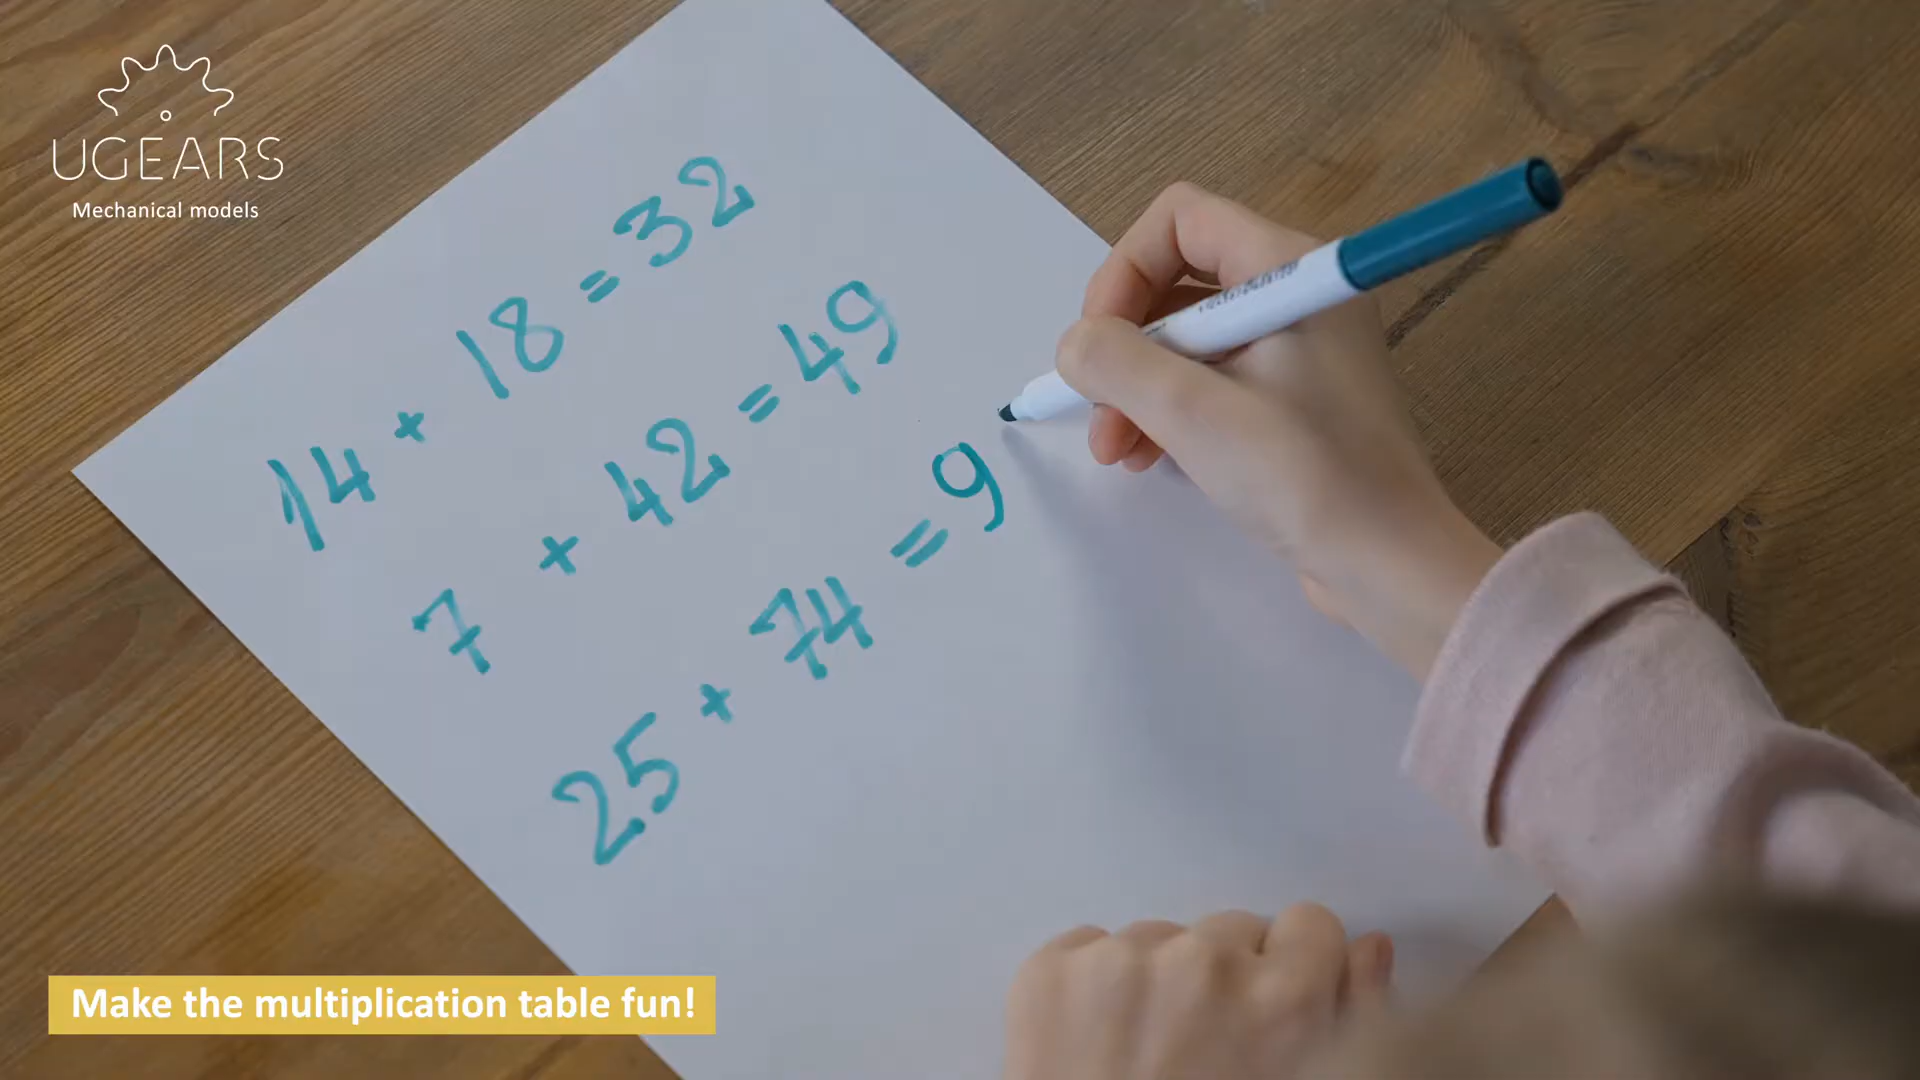 UGEARS
Mechanical models
14 + 18 = 32
7 + 42 = 49
25 + 74 = 9
Make the multiplication table fun!